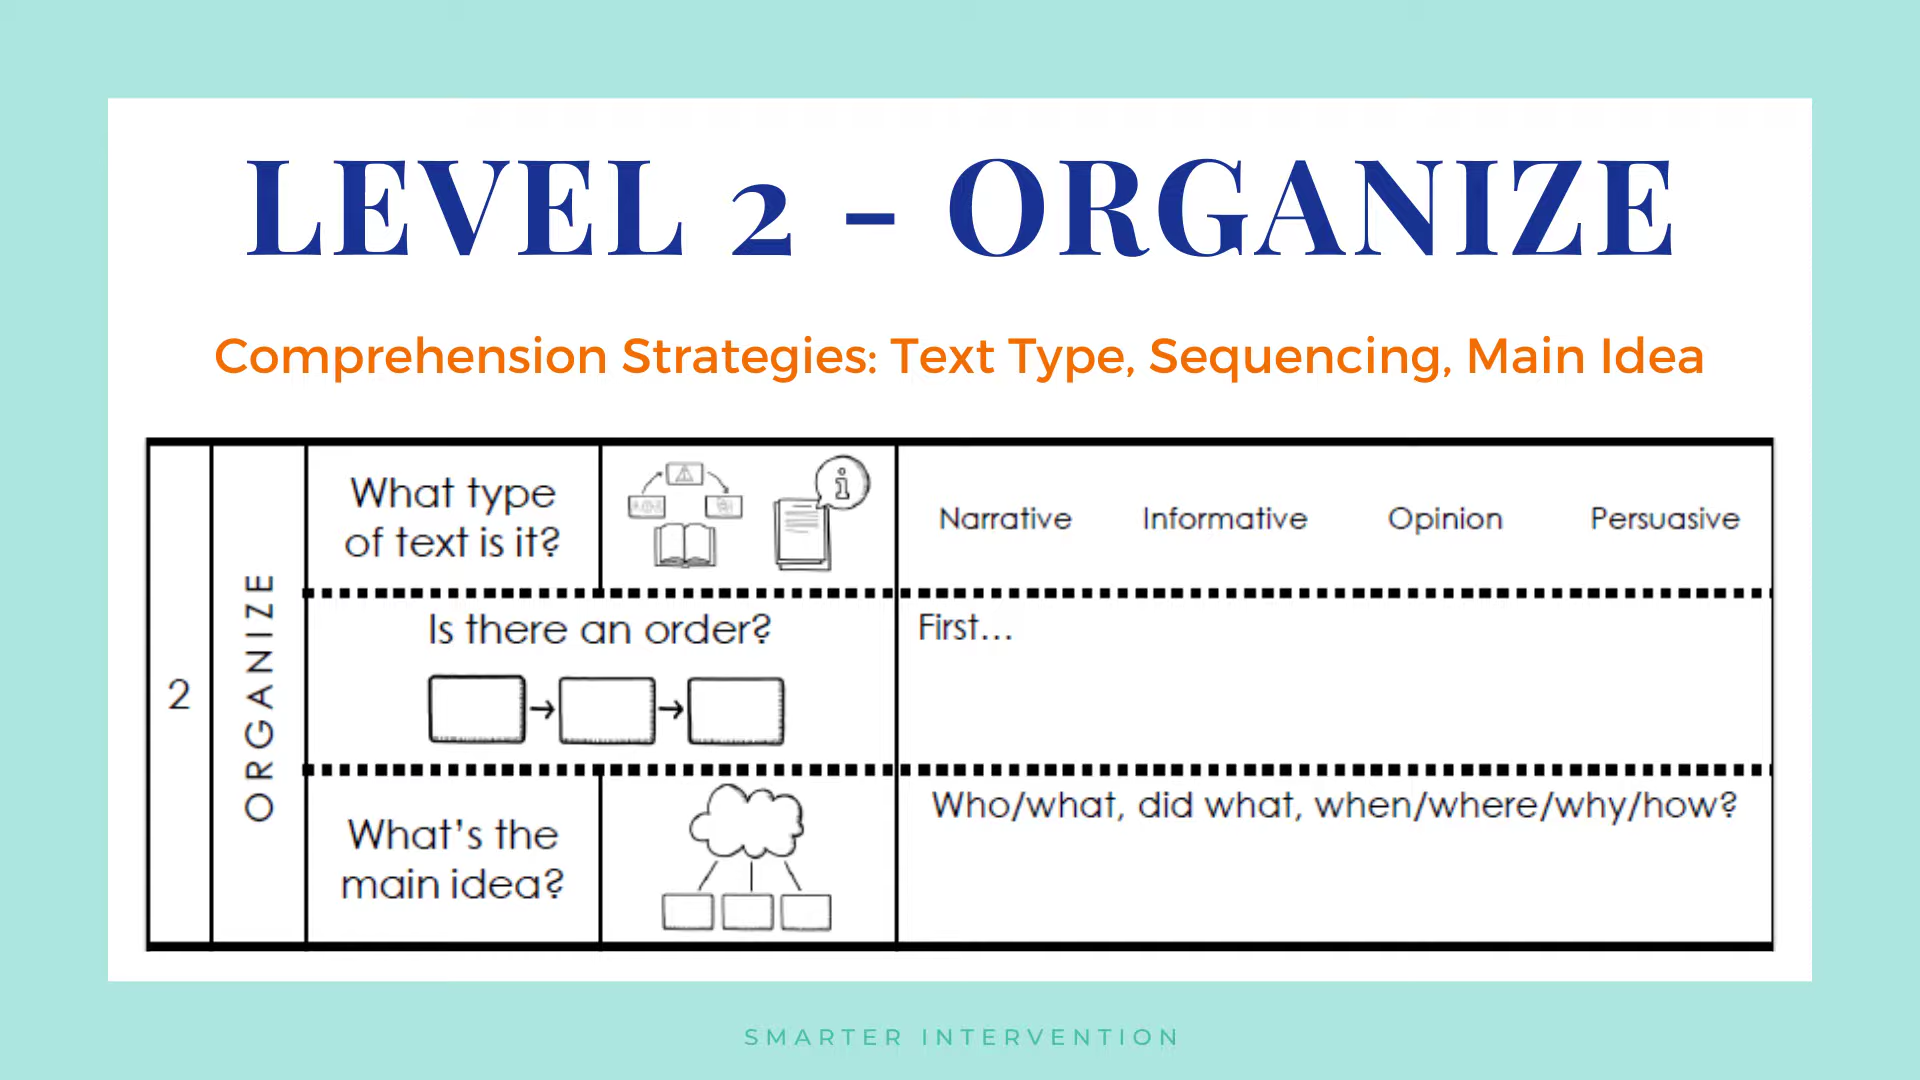 LEVEL 2 - ORGANIZE
Comprehension Strategies: Text Type, Sequencing, Main Idea
2
ORGANIZE
What type
of text is it?
Narrative Informative Opinion Persuasive
Is there an order?
First...
What's the
main idea?
Who/what, did what, when/where/why/how?
SMARTER INTERVENTION